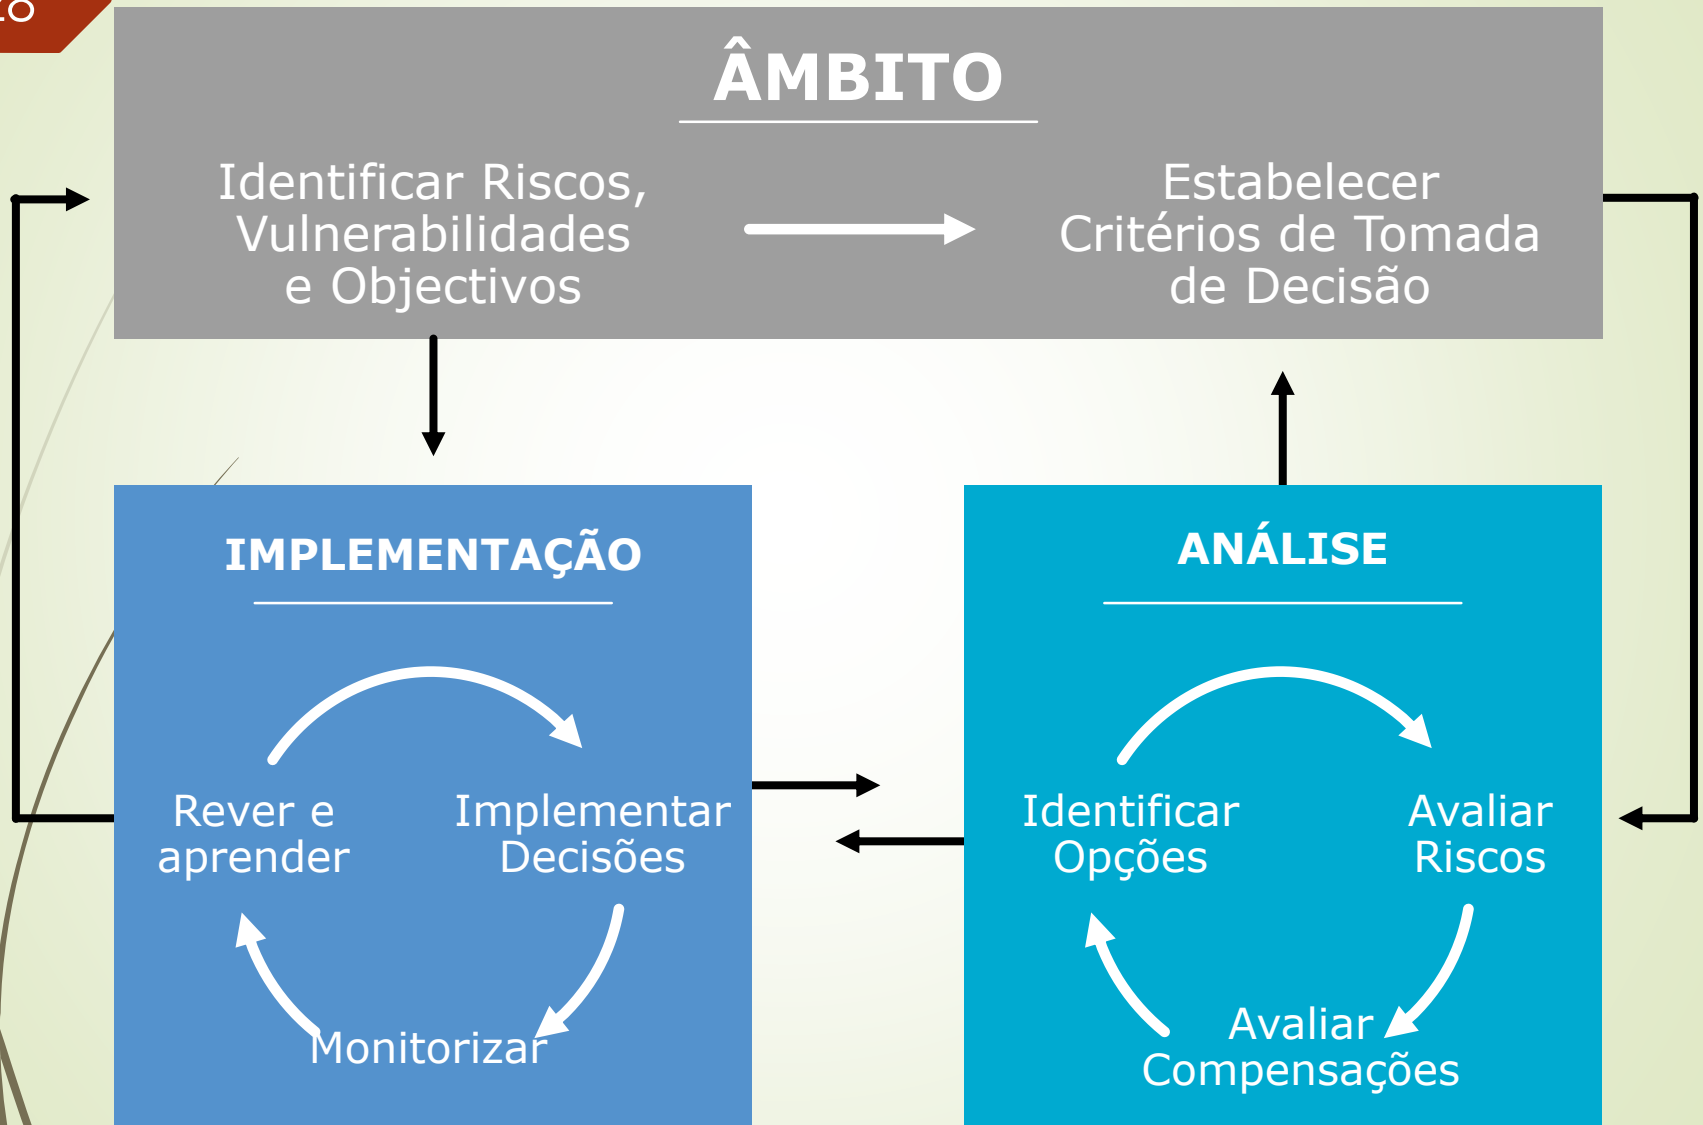 ÂMBITO
Identificar Riscos,
Vulnerabilidades
e Objectivos
Estabelecer
Critérios de Tomada
de Decisão
IMPLEMENTAÇÃO
Rever e
aprender
Implementar
Decisões
Monitorizar
ANÁLISE
Identificar
Opções
Avaliar
Riscos
Avaliar
Compensações